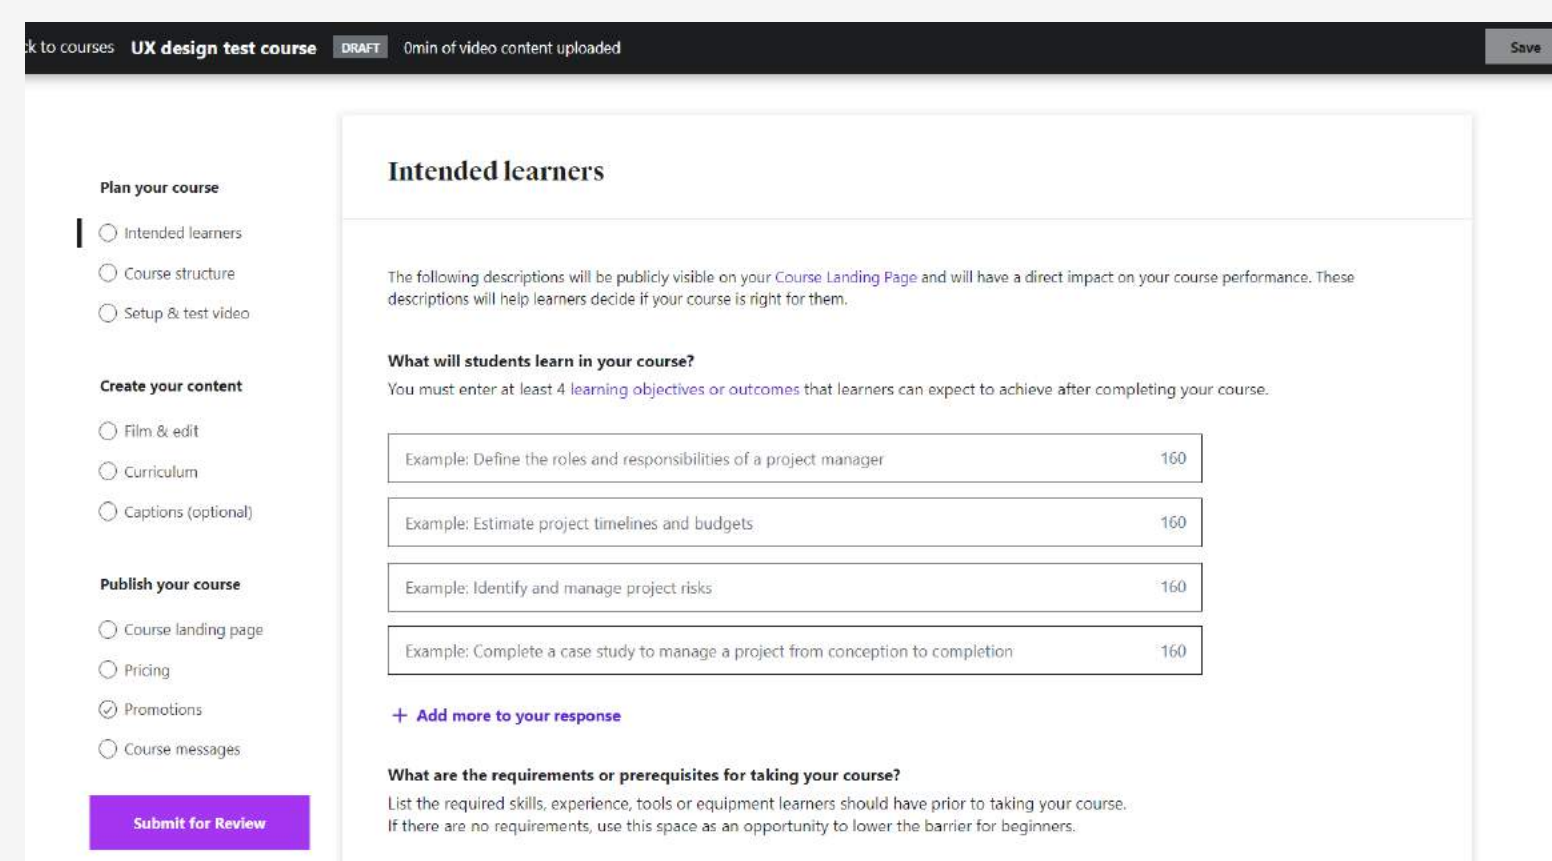 k to courses UX design test course DRAFT 0min of video content uploaded Save
Plan your course
Intended learners
Course structure
Setup & test video
Create your content
Film & edit
Curriculum
Captions (optional)
Publish your course
Course landing page
Pricing
Promotions
Course messages
Submit for Review
Intended learners
The following descriptions will be publicly visible on your Course Landing Page and will have a direct impact on your course performance. These
descriptions will help learners decide if your course is right for them.
What will students learn in your course?
You must enter at least 4 learning objectives or outcomes that learners can expect to achieve after completing your course.
Example: Define the roles and responsibilities of a project manager 160
Example: Estimate project timelines and budgets 160
Example: Identify and manage project risks 160
Example: Complete a case study to manage a project from conception to completion 160
+ Add more to your response
What are the requirements or prerequisites for taking your course?
List the required skills, experience, tools or equipment learners should have prior to taking your course.
If there are no requirements, use this space as an opportunity to lower the barrier for beginners.